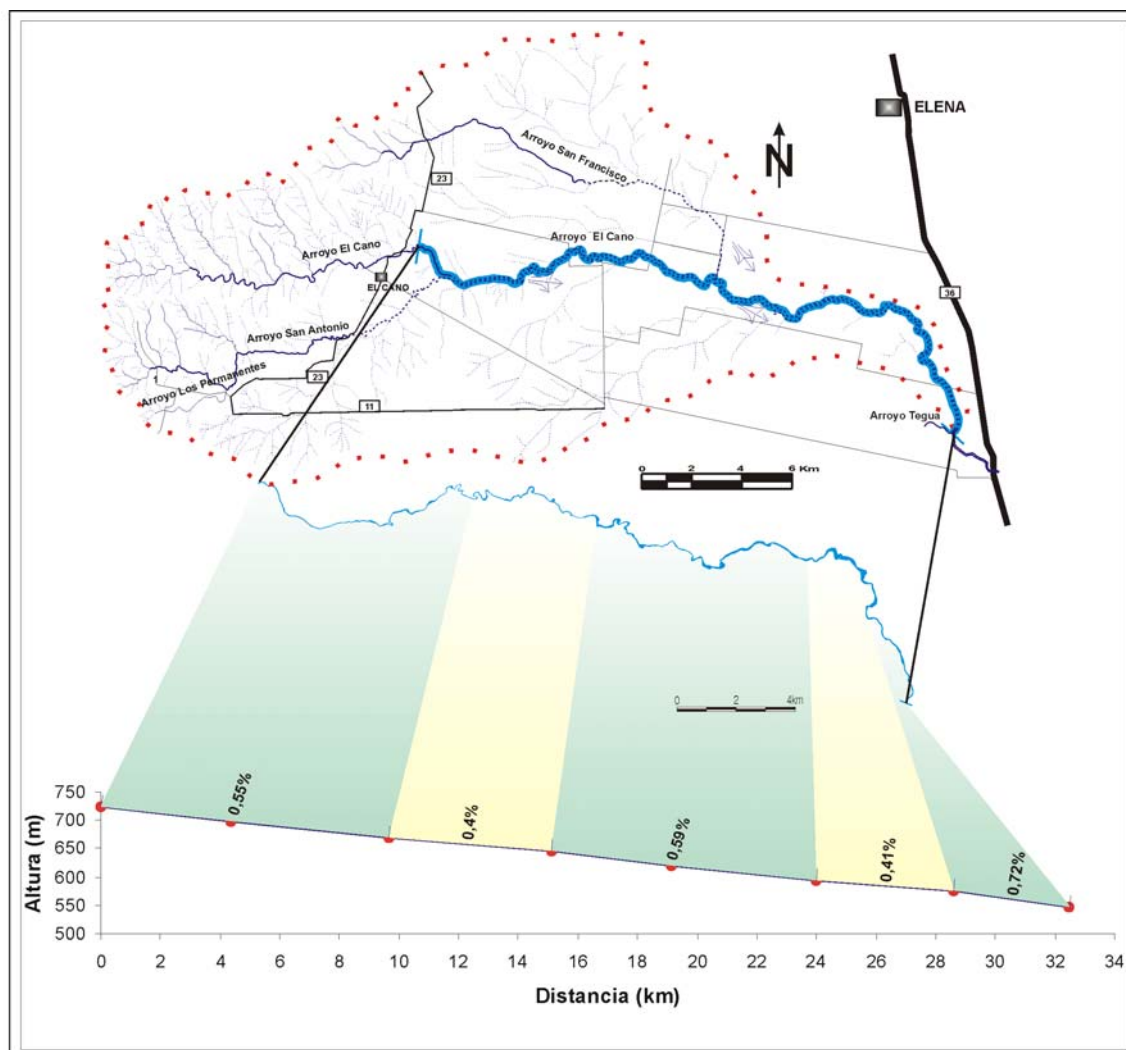 ELENA
N
Arroyo San Francisco
23
Arroyo El Cano
Arroyo El Cano
EL CANO
36
Arroyo San Antonio
1
Arroyo Los Permanentes
23
11
Arroyo Tegua
0 2 4 6 Km
0 2 4km
0,55%
0,4%
0,59%
0,41%
0,72%
Altura (m)
750
700
650
600
550
500
0 2 4 6 8 10 12 14 16 18 20 22 24 26 28 30 32 34
Distancia (km)